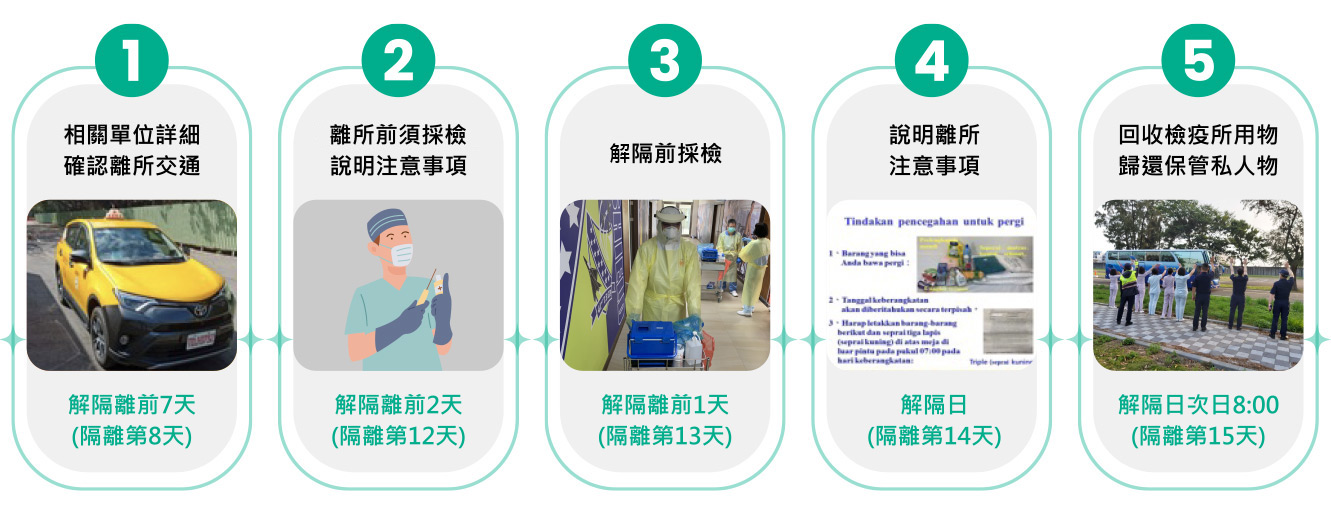 1
相關單位詳細
確認離所交通
解隔離前7天
(隔離第8天)
2
離所前須採檢
說明注意事項
解隔離前2天
(隔離第12天)
3
解隔前採檢
解隔離前1天
(隔離第13天)
4
說明離所
注意事項
Tindakan pencegahan untuk pergi
1、Barang yang bisa
Anda bawa pergi：
2、Tanggal keberangkatan
akan diberitahukan secara terpisah。
3、Harap letakkan barang-barang
berikut dan seprai tiga lapis
(seprai kuning) di atas meja di
luar pintu pada pukul 07:00 pada
hari keberangkatan:
Triple (seprai kuning
解隔日
(隔離第14天)
5
回收檢疫所用物
歸還保管私人物
解隔日次日8:00
(隔離第15天)